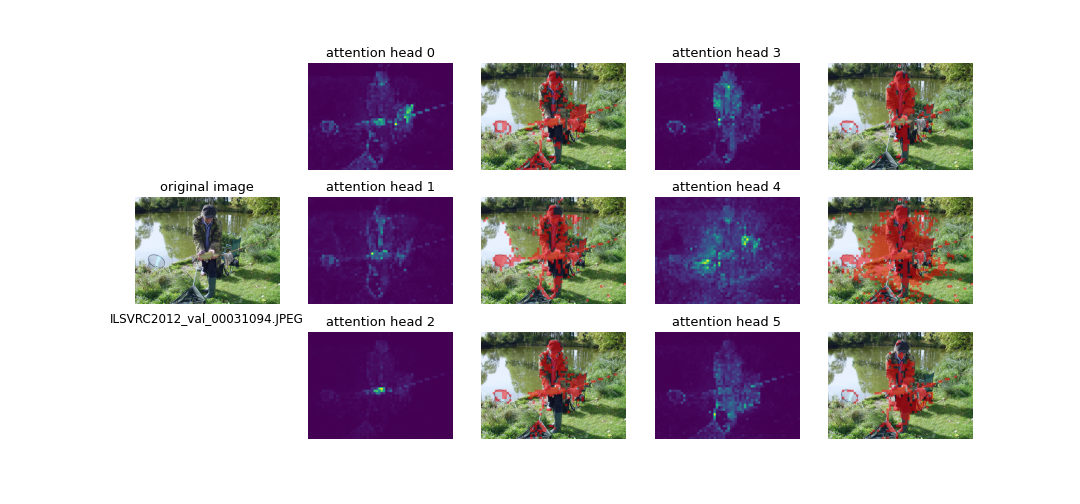 attention head 0
attention head 3
original image
attention head 1
attention head 4
ILSVRC2012_val_00031094.JPEG
attention head 2
attention head 5